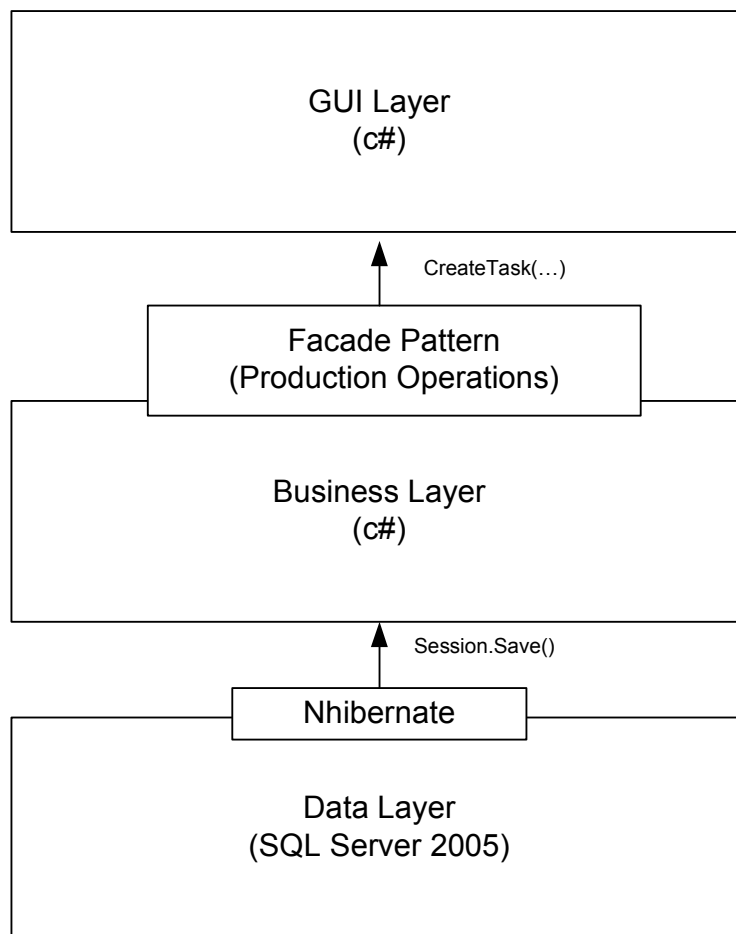 GUI Layer
(c#)
CreateTask(…)
Facade Pattern
(Production Operations)
Business Layer
(c#)
Session.Save()
Nhibernate
Data Layer
(SQL Server 2005)